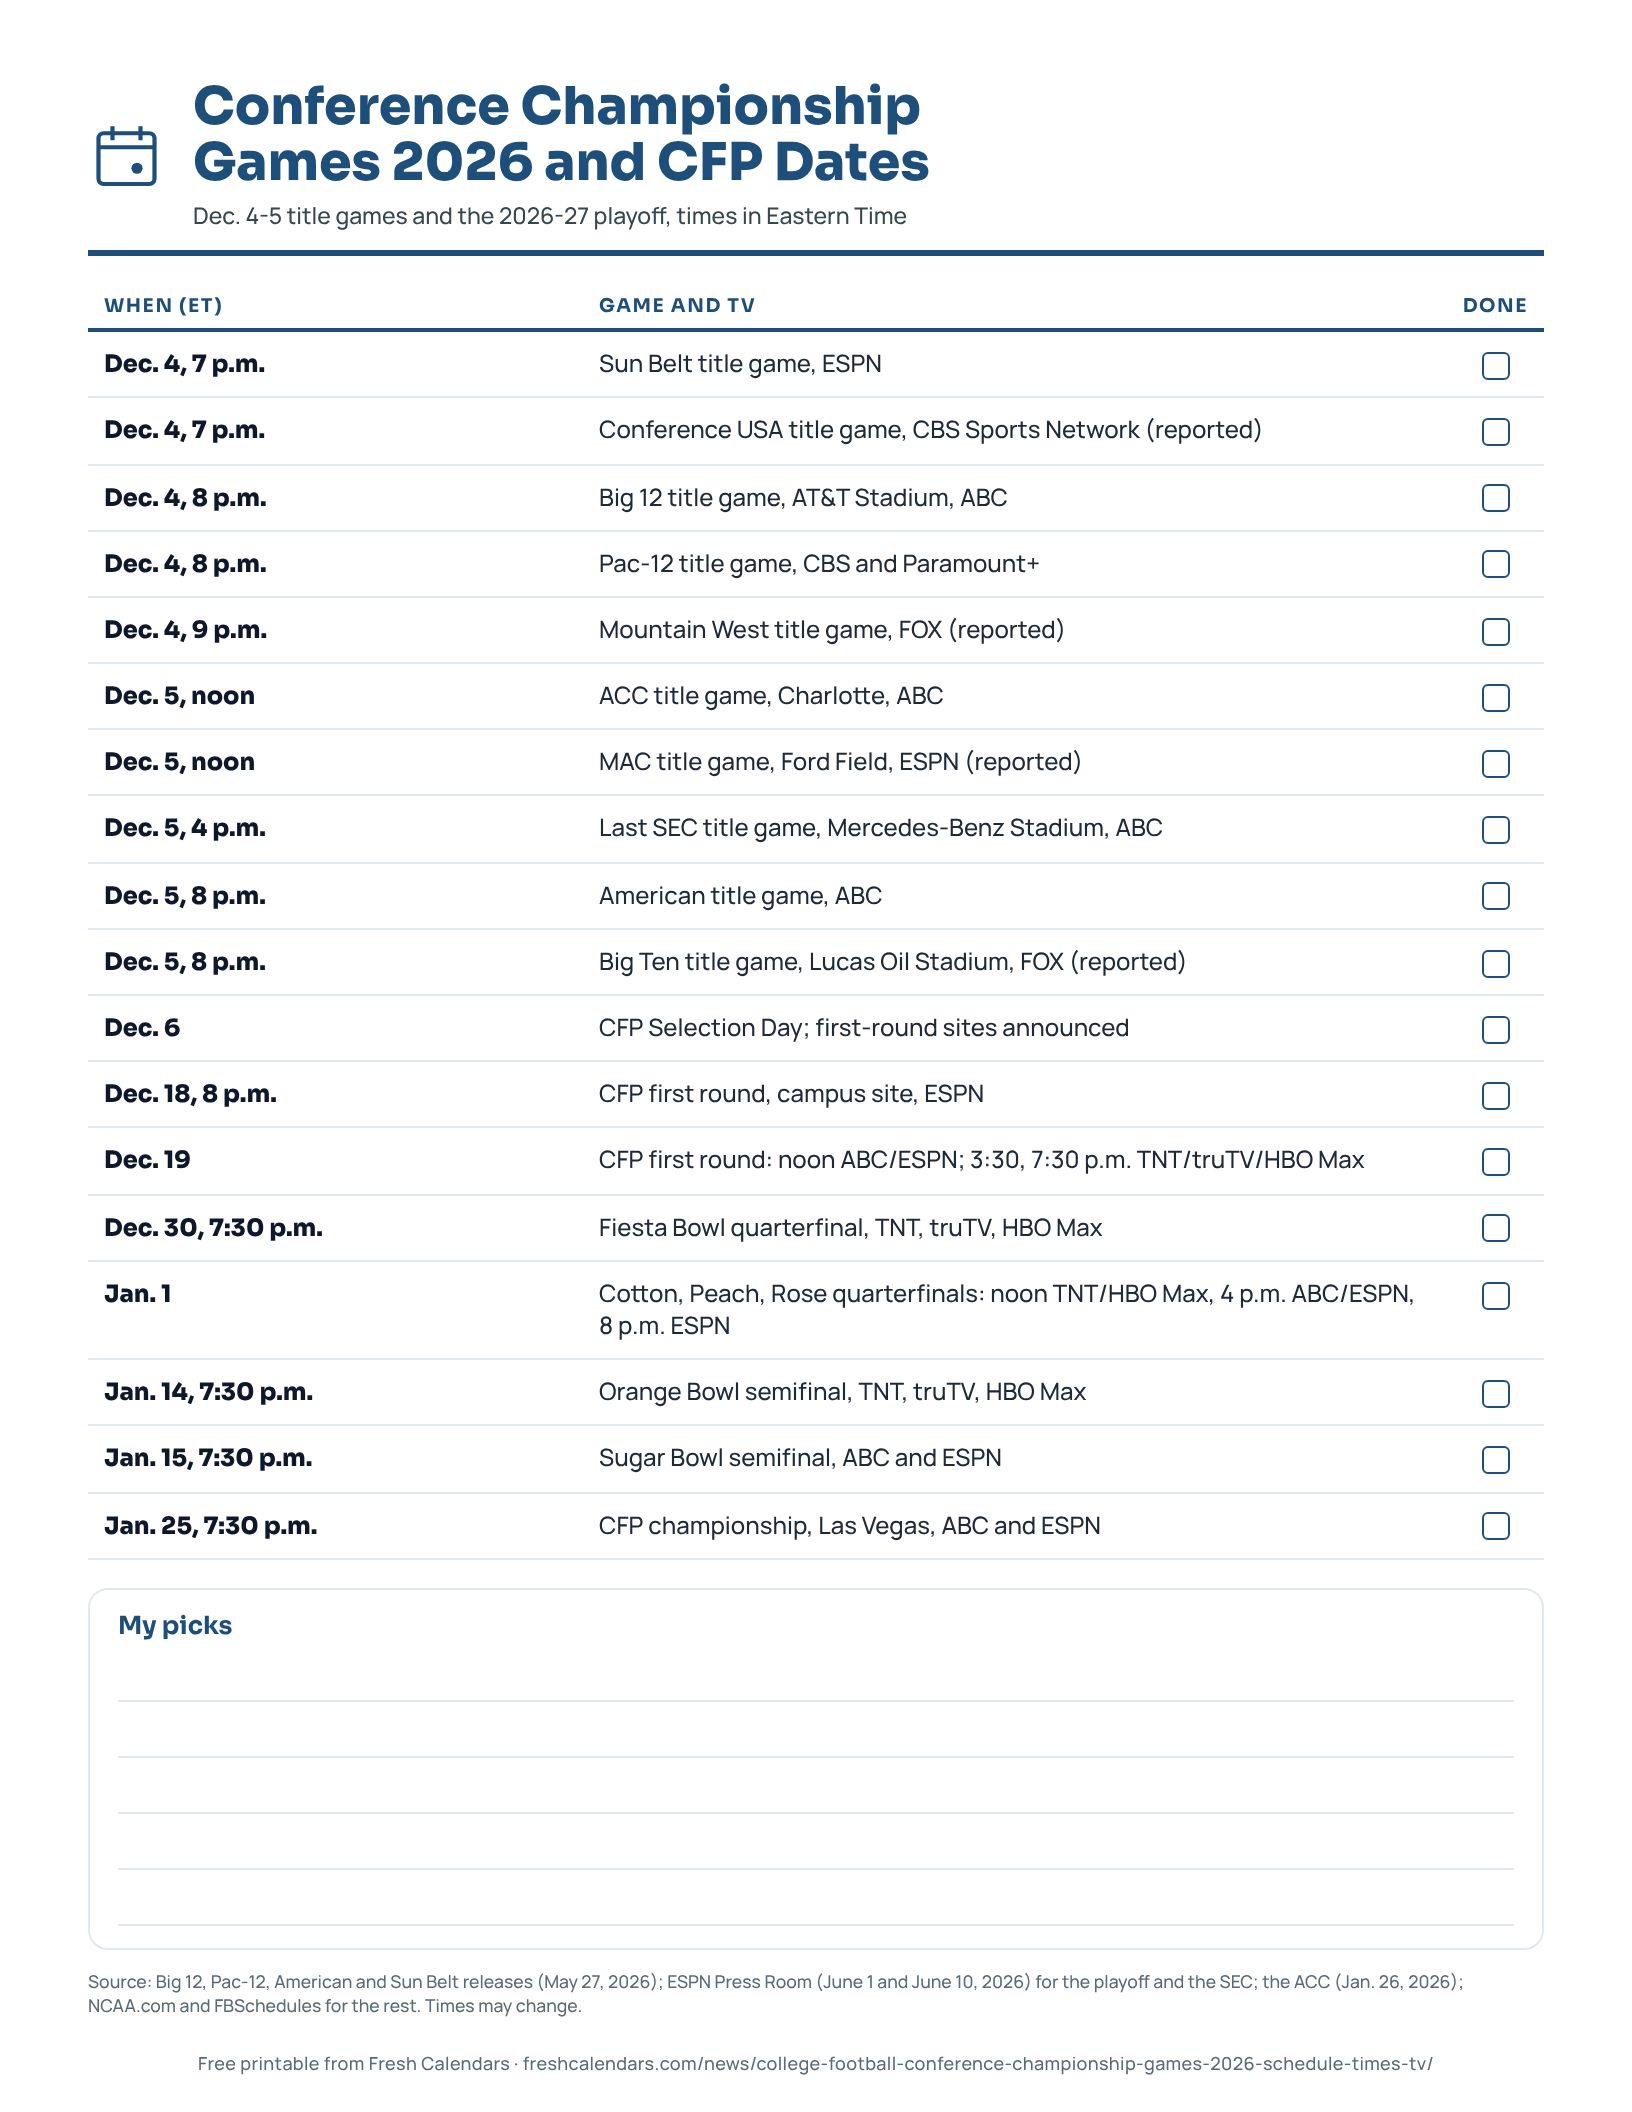 Conference Championship
Games 2026 and CFP Dates
Dec. 4-5 title games and the 2026-27 playoff, times in Eastern Time
WHEN (ET) GAME AND TV DONE
Dec. 4, 7 p.m. Sun Belt title game, ESPN
Dec. 4, 7 p.m. Conference USA title game, CBS Sports Network (reported)
Dec. 4, 8 p.m. Big 12 title game, AT&T Stadium, ABC
Dec. 4, 8 p.m. Pac-12 title game, CBS and Paramount+
Dec. 4, 9 p.m. Mountain West title game, FOX (reported)
Dec. 5, noon ACC title game, Charlotte, ABC
Dec. 5, noon MAC title game, Ford Field, ESPN (reported)
Dec. 5, 4 p.m. Last SEC title game, Mercedes-Benz Stadium, ABC
Dec. 5, 8 p.m. American title game, ABC
Dec. 5, 8 p.m. Big Ten title game, Lucas Oil Stadium, FOX (reported)
Dec. 6 CFP Selection Day; first-round sites announced
Dec. 18, 8 p.m. CFP first round, campus site, ESPN
Dec. 19 CFP first round: noon ABC/ESPN; 3:30, 7:30 p.m. TNT/truTV/HBO Max
Dec. 30, 7:30 p.m. Fiesta Bowl quarterfinal, TNT, truTV, HBO Max
Jan. 1 Cotton, Peach, Rose quarterfinals: noon TNT/HBO Max, 4 p.m. ABC/ESPN,
8 p.m. ESPN
Jan. 14, 7:30 p.m. Orange Bowl semifinal, TNT, truTV, HBO Max
Jan. 15, 7:30 p.m. Sugar Bowl semifinal, ABC and ESPN
Jan. 25, 7:30 p.m. CFP championship, Las Vegas, ABC and ESPN
My picks
Source: Big 12, Pac-12, American and Sun Belt releases (May 27, 2026); ESPN Press Room (June 1 and June 10, 2026) for the playoff and the SEC; the ACC (Jan. 26, 2026);
NCAA.com and FBSchedules for the rest. Times may change.
Free printable from Fresh Calendars · freshcalendars.com/news/college-football-conference-championship-games-2026-schedule-times-tv/